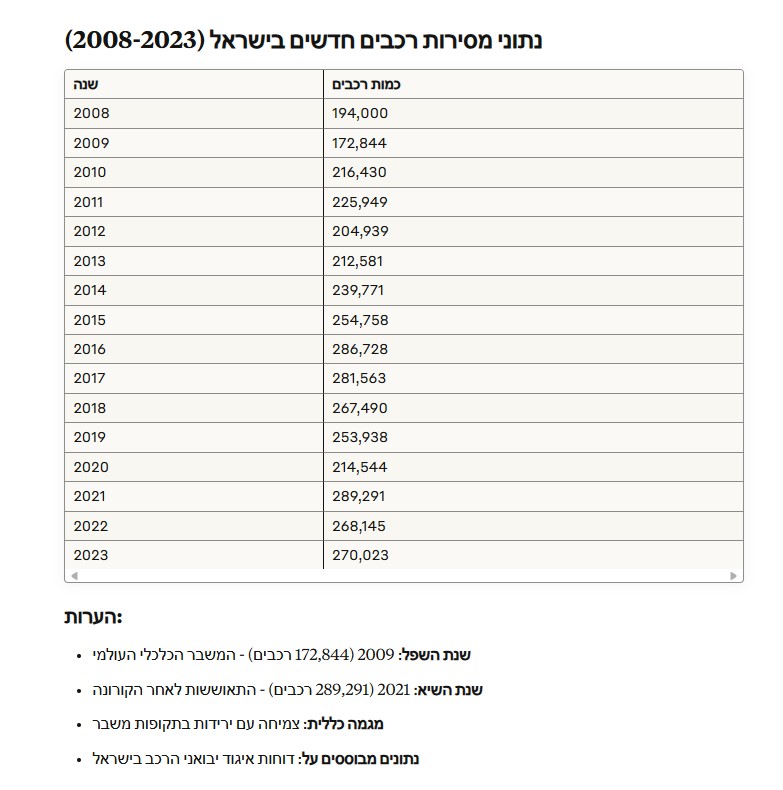 נתוני מסירות רכבים חדשים בישראל (2008-2023)
שנה כמות רכבים
2008 194,000
2009 172,844
2010 216,430
2011 225,949
2012 204,939
2013 212,581
2014 239,771
2015 254,758
2016 286,728
2017 281,563
2018 267,490
2019 253,938
2020 214,544
2021 289,291
2022 268,145
2023 270,023
הערות:
שנת השפל: 2009 (172,844 רכבים) - המשבר הכלכלי העולמי
שנת השיא: 2021 (289,291 רכבים) - התאוששות לאחר הקורונה
מגמה כללית: צמיחה עם ירידות בתקופות משבר
נתונים מבוססים על: דוחות איגוד יבואני הרכב בישראל